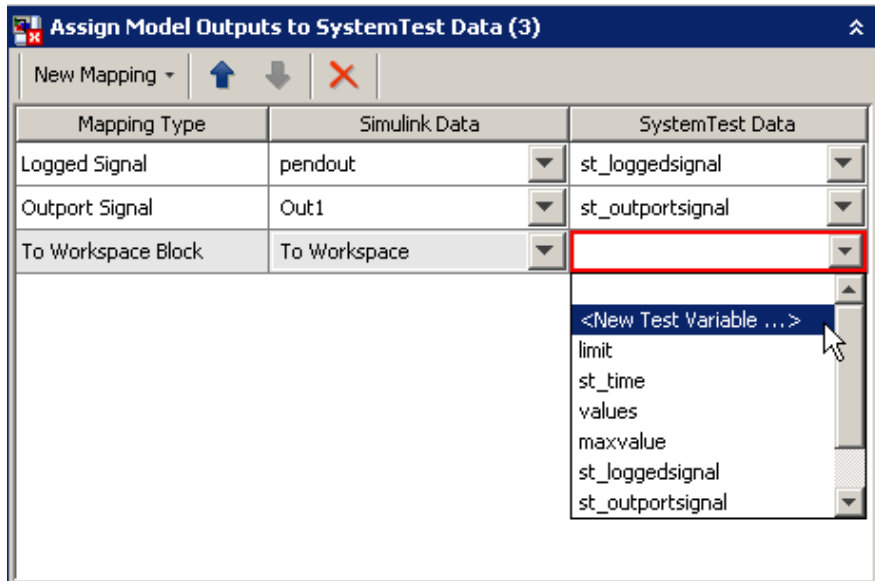 Assign Model Outputs to SystemTest Data (3)
New Mapping
Mapping Type Simulink Data SystemTest Data
Logged Signal pendout st_loggedsignal
Outport Signal Out1 st_outportsignal
To Workspace Block To Workspace
<New Test Variable ...>
limit
st_time
values
maxvalue
st_loggedsignal
st_outportsignal